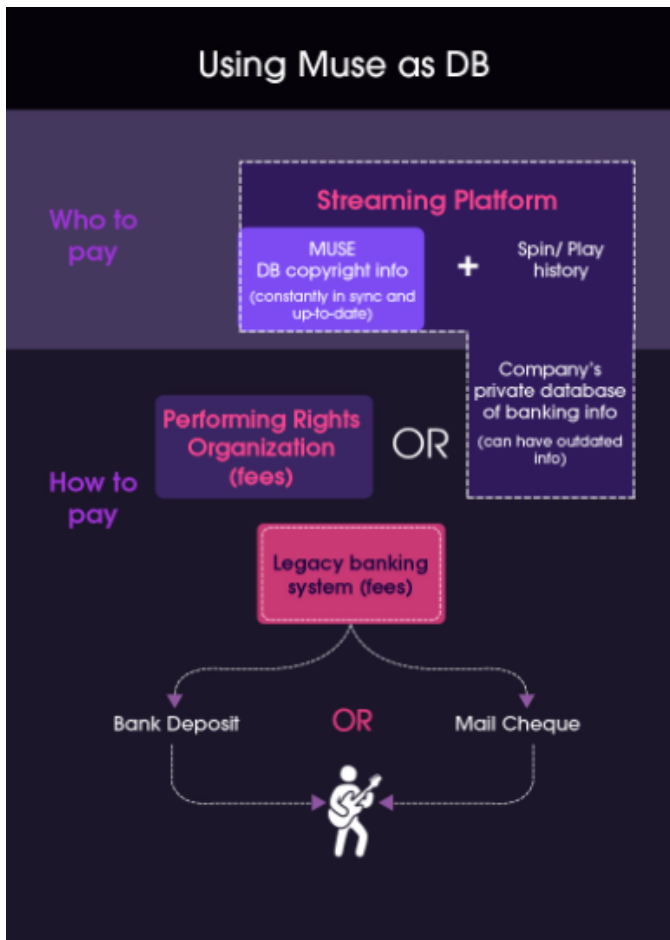 Using Muse as DB
Who to
pay
Streaming Platform
MUSE
DB copyright info
(constantly in sync and
up-to-date)
+
Spin/ Play
history
Company's
private database
of banking info
(can have outdated
info)
Performing Rights
Organization
(fees)
OR
How to
pay
Legacy banking
system (fees)
Bank Deposit
OR
Mail Cheque